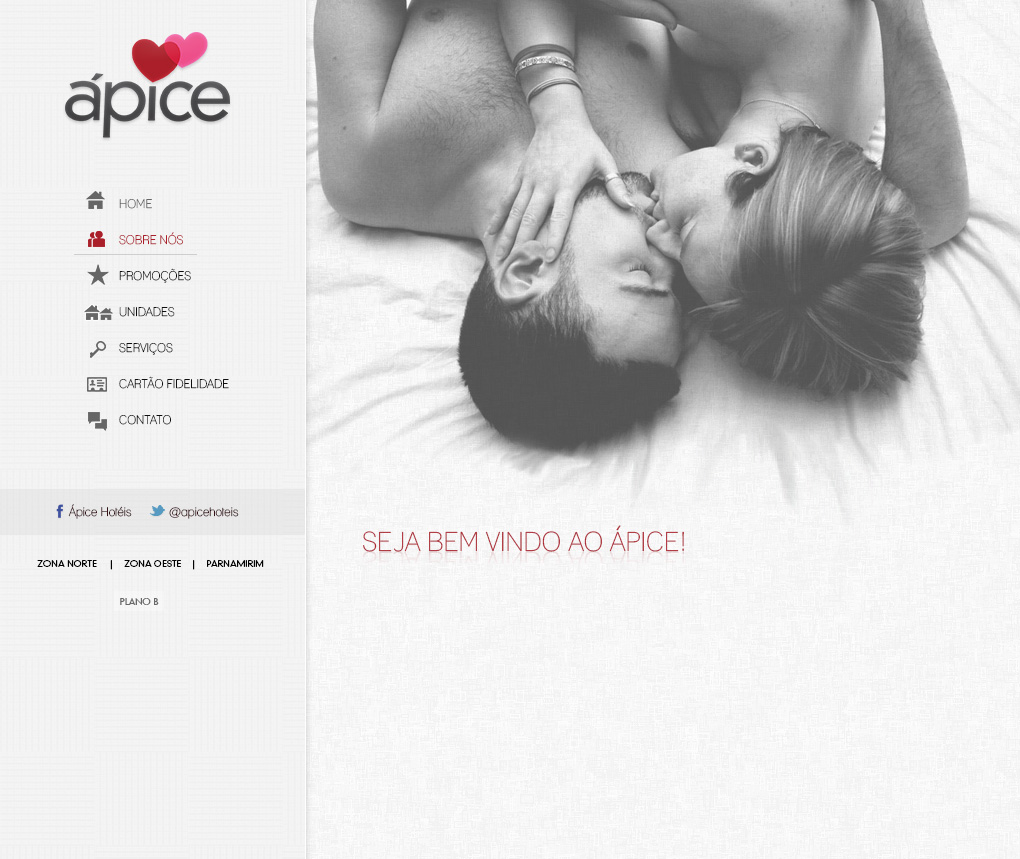 ápice
HOME
SOBRE NÓS
PROMOÇÕES
UNIDADES
SERVIÇOS
CARTÃO FIDELIDADE
CONTATO
Ápice Hotéis @apicehoteis
ZONA NORTE | ZONA OESTE | PARNAMIRIM
PLANO B
SEJA BEM VINDO AO ÁPICE!